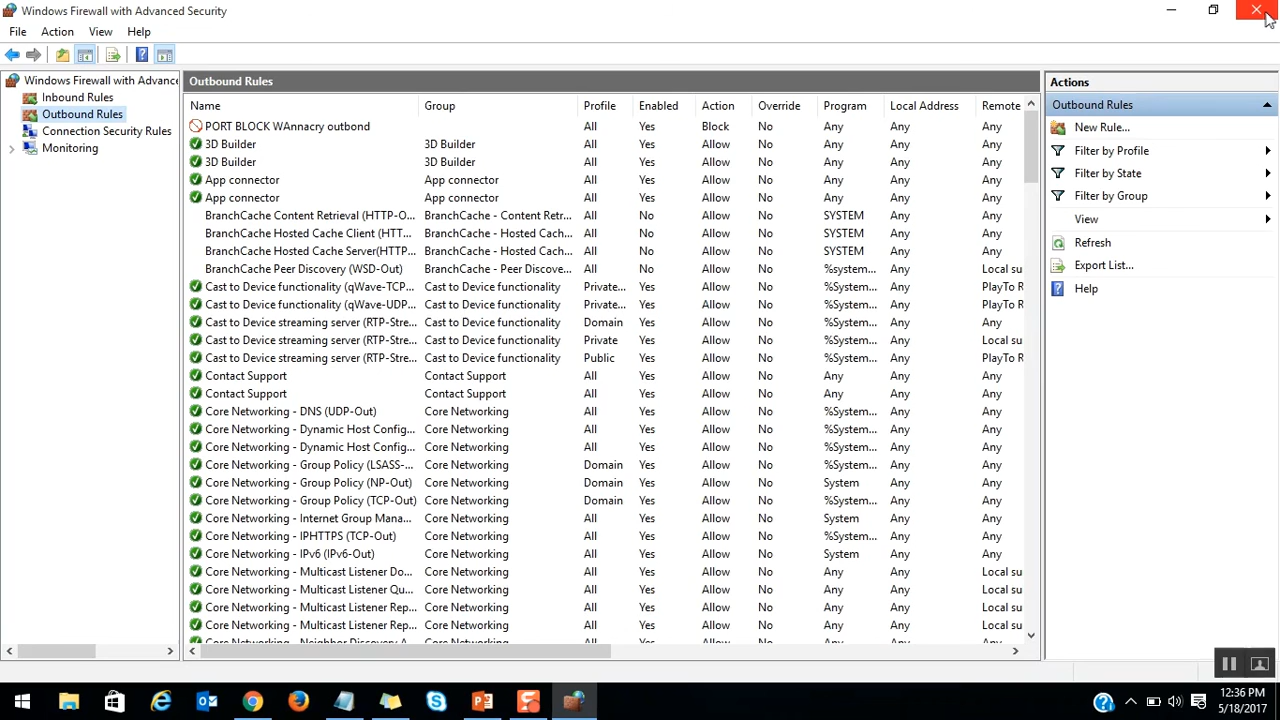 Windows Firewall with Advanced Security
File Action View Help
Windows Firewall with Advance
Inbound Rules
Outbound Rules
Connection Security Rules
Monitoring
Outbound Rules
Name Group Profile Enabled Action Override Program Local Address Remote
PORT BLOCK WAnnacry outbond All Yes Block No Any Any Any
3D Builder 3D Builder All Yes Allow No Any Any Any
3D Builder 3D Builder All Yes Allow No Any Any Any
App connector App connector All Yes Allow No Any Any Any
App connector App connector All Yes Allow No Any Any Any
BranchCache Content Retrieval (HTTP-O... BranchCache - Content Retr... All No Allow No SYSTEM Any Any
BranchCache Hosted Cache Client (HTT... BranchCache - Hosted Cach... All No Allow No SYSTEM Any Any
BranchCache Hosted Cache Server(HTTP... BranchCache - Hosted Cach... All No Allow No SYSTEM Any Any
BranchCache Peer Discovery (WSD-Out) BranchCache - Peer Discove... All No Allow No %system... Any Local su
Cast to Device functionality (qWave-TCP... Cast to Device functionality Private... Yes Allow No %System... Any PlayTo R
Cast to Device functionality (qWave-UDP... Cast to Device functionality Private... Yes Allow No %System... Any PlayTo R
Cast to Device streaming server (RTP-Stre... Cast to Device functionality Domain Yes Allow No %System... Any Any
Cast to Device streaming server (RTP-Stre... Cast to Device functionality Private Yes Allow No %System... Any Local su
Cast to Device streaming server (RTP-Stre... Cast to Device functionality Public Yes Allow No %System... Any PlayTo R
Contact Support Contact Support All Yes Allow No Any Any Any
Contact Support Contact Support All Yes Allow No Any Any Any
Core Networking - DNS (UDP-Out) Core Networking All Yes Allow No %System... Any Any
Core Networking - Dynamic Host Config... Core Networking All Yes Allow No %System... Any Any
Core Networking - Dynamic Host Config... Core Networking All Yes Allow No %System... Any Any
Core Networking - Group Policy (LSASS-... Core Networking Domain Yes Allow No %System... Any Any
Core Networking - Group Policy (NP-Out) Core Networking Domain Yes Allow No System Any Any
Core Networking - Group Policy (TCP-Out) Core Networking Domain Yes Allow No %System... Any Any
Core Networking - Internet Group Mana... Core Networking All Yes Allow No System Any Any
Core Networking - IPHTTPS (TCP-Out) Core Networking All Yes Allow No %System... Any Any
Core Networking - IPv6 (IPv6-Out) Core Networking All Yes Allow No System Any Any
Core Networking - Multicast Listener Do... Core Networking All Yes Allow No Any Any Local su
Core Networking - Multicast Listener Qu... Core Networking All Yes Allow No Any Any Local su
Core Networking - Multicast Listener Rep... Core Networking All Yes Allow No Any Any Local su
Core Networking - Multicast Listener Rep... Core Networking All Yes Allow No Any Any Local su
Actions
Outbound Rules
New Rule...
Filter by Profile
Filter by State
Filter by Group
View
Refresh
Export List...
Help
12:36 PM
5/18/2017